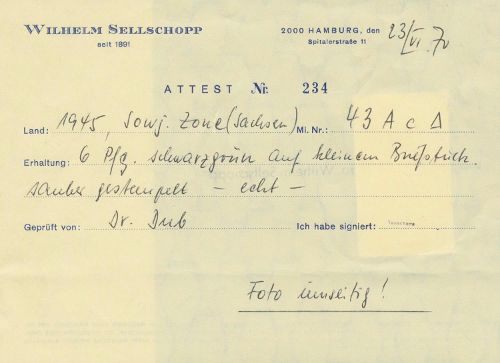 WILHELM SELLSCHOPP
seit 1891
2000 HAMBURG, den 23/VI. 70
Spitalerstraße 11
ATTEST Nr. 234
Land: 1945, Sowj. Zone (Sachsen) Mi. Nr.: 43 A c Δ
Erhaltung: 6 Pfg. schwarzgrün auf kleinem Briefstück.
sauber gestempelt – echt –
Geprüft von: Dr. Dub Ich habe signiert:
Foto umseitig!